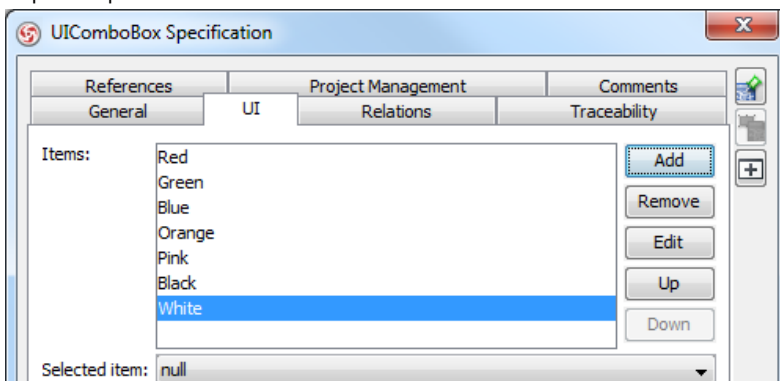 UIComboBox Specification
References Project Management Comments
General UI Relations Traceability
Items:
Red
Green
Blue
Orange
Pink
Black
White
Add
Remove
Edit
Up
Down
Selected item: null